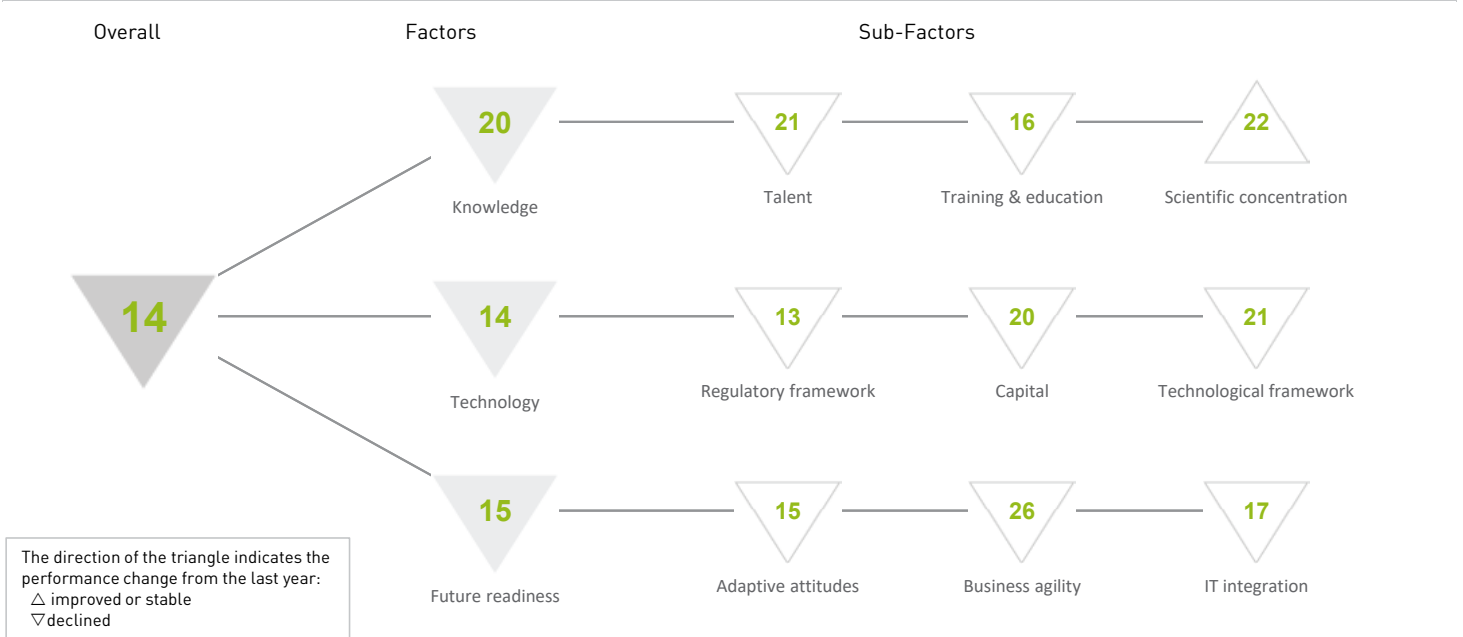 Overall
Factors
Sub-Factors
20
21
16
22
Knowledge
Talent
Training & education
Scientific concentration
14
14
13
20
21
Technology
Regulatory framework
Capital
Technological framework
15
15
26
17
Future readiness
Adaptive attitudes
Business agility
IT integration
The direction of the triangle indicates the
performance change from the last year:
△ improved or stable
▽declined